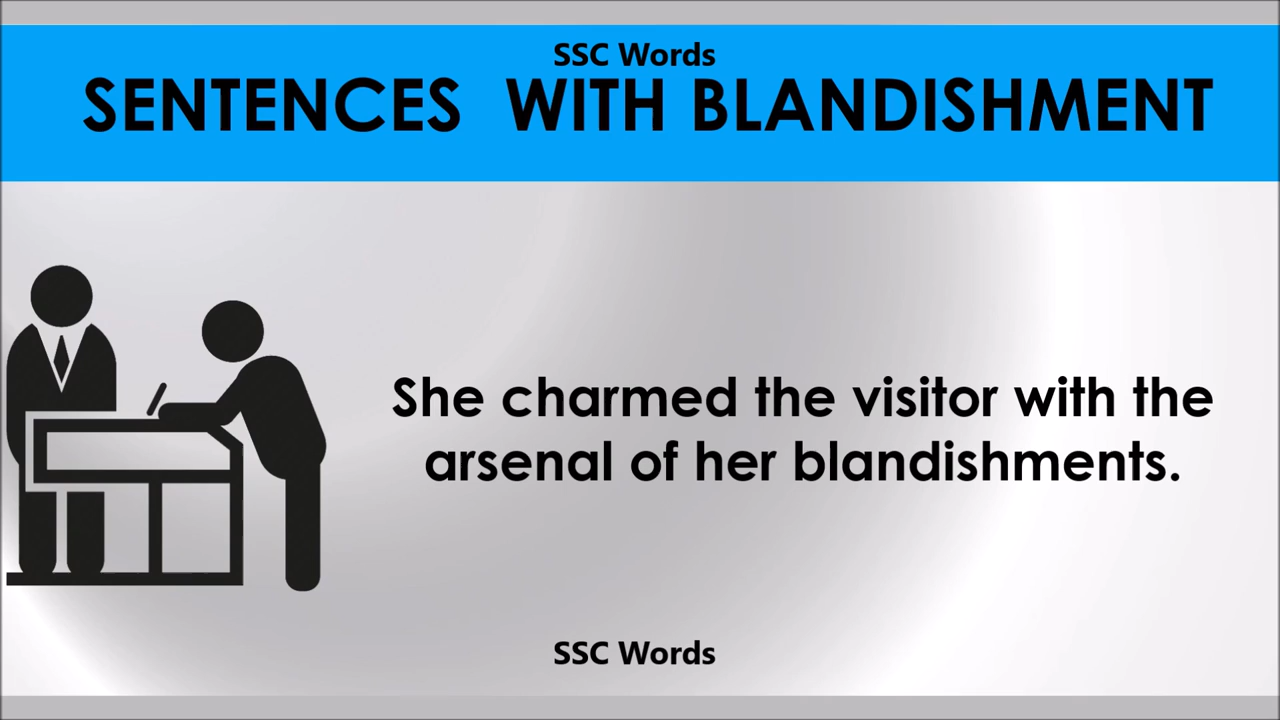 SSC Words
SENTENCES WITH BLANDISHMENT
She charmed the visitor with the
arsenal of her blandishments.
SSC Words